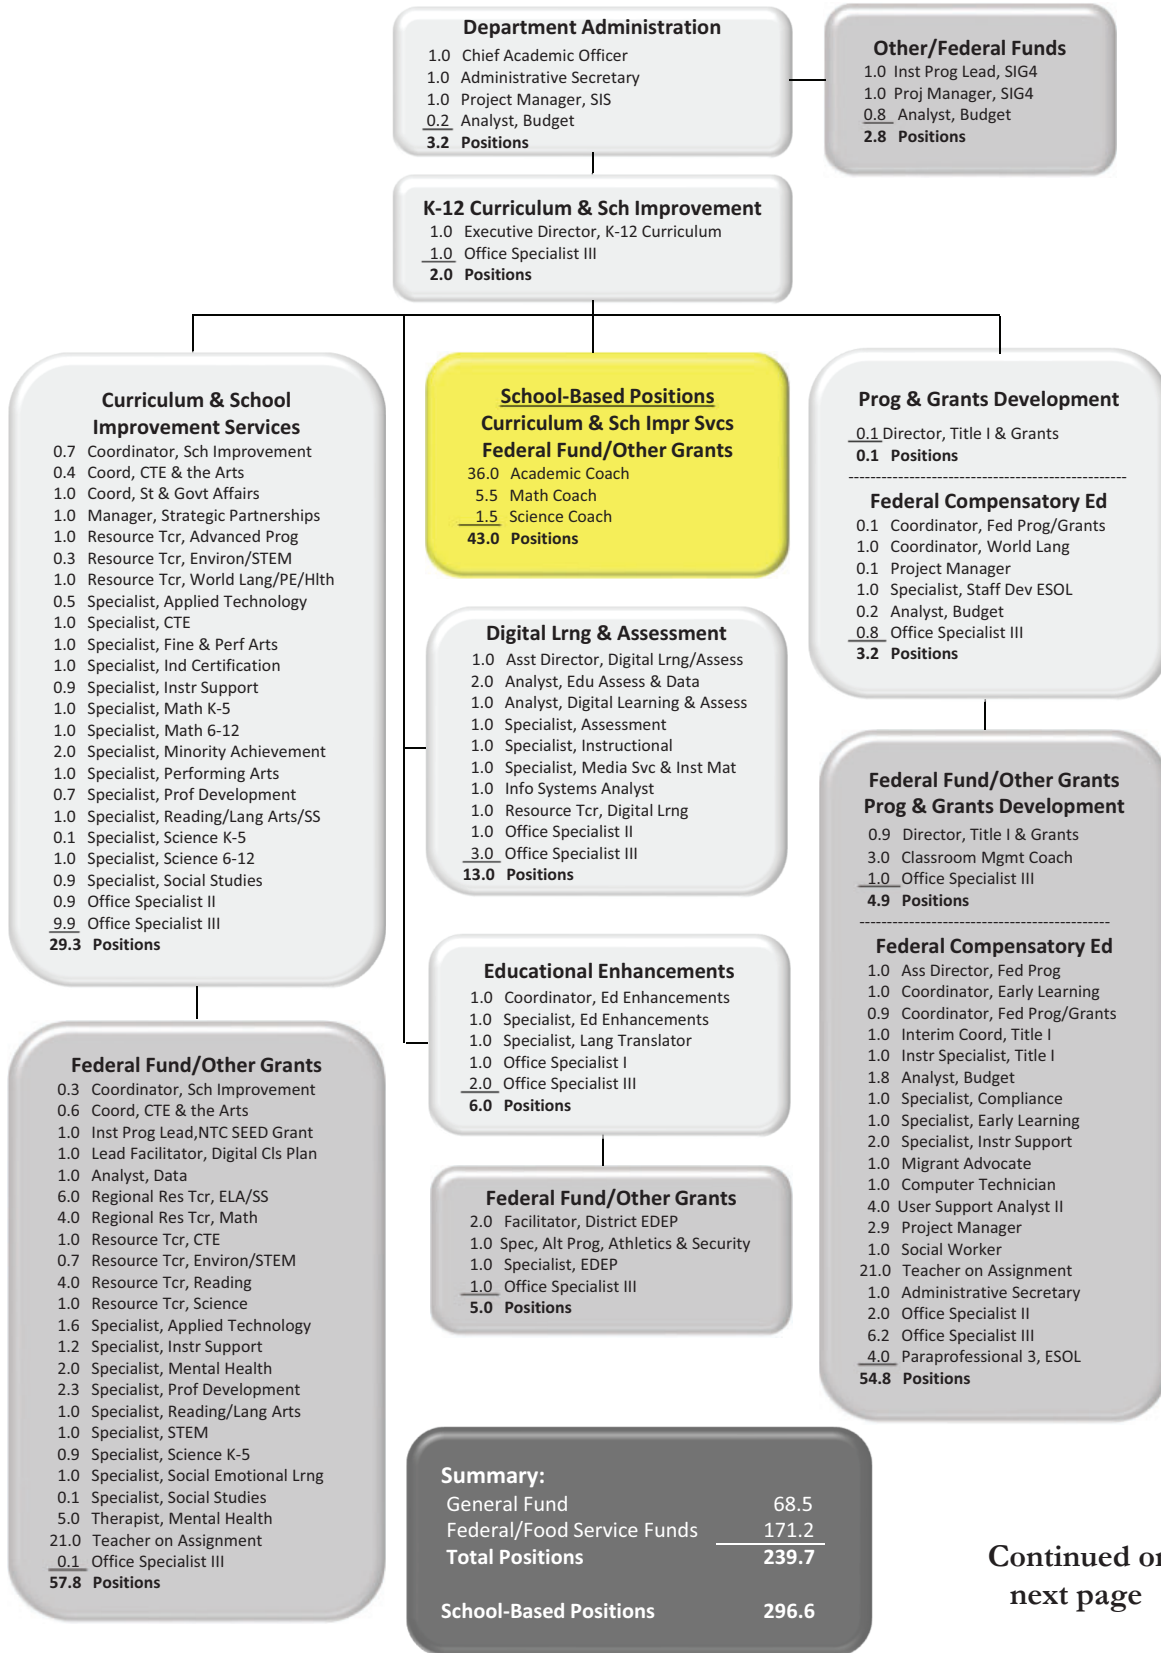 Department Administration
1.0 Chief Academic Officer
1.0 Administrative Secretary
1.0 Project Manager, SIS
0.2 Analyst, Budget
3.2 Positions
Other/Federal Funds
1.0 Inst Prog Lead, SIG4
1.0 Proj Manager, SIG4
0.8 Analyst, Budget
2.8 Positions
K-12 Curriculum & Sch Improvement
1.0 Executive Director, K-12 Curriculum
1.0 Office Specialist III
2.0 Positions
Curriculum & School
Improvement Services
0.7 Coordinator, Sch Improvement
0.4 Coord, CTE & the Arts
1.0 Coord, St & Govt Affairs
1.0 Manager, Strategic Partnerships
1.0 Resource Tcr, Advanced Prog
0.3 Resource Tcr, Environ/STEM
1.0 Resource Tcr, World Lang/PE/Hlth
0.5 Specialist, Applied Technology
1.0 Specialist, CTE
1.0 Specialist, Fine & Perf Arts
1.0 Specialist, Ind Certification
0.9 Specialist, Instr Support
1.0 Specialist, Math K-5
1.0 Specialist, Math 6-12
2.0 Specialist, Minority Achievement
1.0 Specialist, Performing Arts
0.7 Specialist, Prof Development
1.0 Specialist, Reading/Lang Arts/SS
0.1 Specialist, Science K-5
1.0 Specialist, Science 6-12
0.9 Specialist, Social Studies
0.9 Office Specialist II
9.9 Office Specialist III
29.3 Positions
Federal Fund/Other Grants
0.3 Coordinator, Sch Improvement
0.6 Coord, CTE & the Arts
1.0 Inst Prog Lead,NTC SEED Grant
1.0 Lead Facilitator, Digital Cls Plan
1.0 Analyst, Data
6.0 Regional Res Tcr, ELA/SS
4.0 Regional Res Tcr, Math
1.0 Resource Tcr, CTE
0.7 Resource Tcr, Environ/STEM
4.0 Resource Tcr, Reading
1.0 Resource Tcr, Science
1.6 Specialist, Applied Technology
1.2 Specialist, Instr Support
2.0 Specialist, Mental Health
2.3 Specialist, Prof Development
1.0 Specialist, Reading/Lang Arts
1.0 Specialist, STEM
0.9 Specialist, Science K-5
1.0 Specialist, Social Emotional Lrng
0.1 Specialist, Social Studies
5.0 Therapist, Mental Health
21.0 Teacher on Assignment
0.1 Office Specialist III
57.8 Positions
School-Based Positions
Curriculum & Sch Impr Svcs
Federal Fund/Other Grants
36.0 Academic Coach
5.5 Math Coach
1.5 Science Coach
43.0 Positions
Digital Lrng & Assessment
1.0 Asst Director, Digital Lrng/Assess
2.0 Analyst, Edu Assess & Data
1.0 Analyst, Digital Learning & Assess
1.0 Specialist, Assessment
1.0 Specialist, Instructional
1.0 Specialist, Media Svc & Inst Mat
1.0 Info Systems Analyst
1.0 Resource Tcr, Digital Lrng
1.0 Office Specialist II
3.0 Office Specialist III
13.0 Positions
Educational Enhancements
1.0 Coordinator, Ed Enhancements
1.0 Specialist, Ed Enhancements
1.0 Specialist, Lang Translator
1.0 Office Specialist I
2.0 Office Specialist III
6.0 Positions
Federal Fund/Other Grants
2.0 Facilitator, District EDEP
1.0 Spec, Alt Prog, Athletics & Security
1.0 Specialist, EDEP
1.0 Office Specialist III
5.0 Positions
Prog & Grants Development
0.1 Director, Title I & Grants
0.1 Positions
Federal Compensatory Ed
0.1 Coordinator, Fed Prog/Grants
1.0 Coordinator, World Lang
0.1 Project Manager
1.0 Specialist, Staff Dev ESOL
0.2 Analyst, Budget
0.8 Office Specialist III
3.2 Positions
Federal Fund/Other Grants
Prog & Grants Development
0.9 Director, Title I & Grants
3.0 Classroom Mgmt Coach
1.0 Office Specialist III
4.9 Positions
Federal Compensatory Ed
1.0 Ass Director, Fed Prog
1.0 Coordinator, Early Learning
0.9 Coordinator, Fed Prog/Grants
1.0 Interim Coord, Title I
1.0 Instr Specialist, Title I
1.8 Analyst, Budget
1.0 Specialist, Compliance
1.0 Specialist, Early Learning
2.0 Specialist, Instr Support
1.0 Migrant Advocate
1.0 Computer Technician
4.0 User Support Analyst II
2.9 Project Manager
1.0 Social Worker
21.0 Teacher on Assignment
1.0 Administrative Secretary
2.0 Office Specialist II
6.2 Office Specialist III
4.0 Paraprofessional 3, ESOL
54.8 Positions
Summary:
General Fund 68.5
Federal/Food Service Funds 171.2
Total Positions 239.7
School-Based Positions 296.6
Continued on
next page